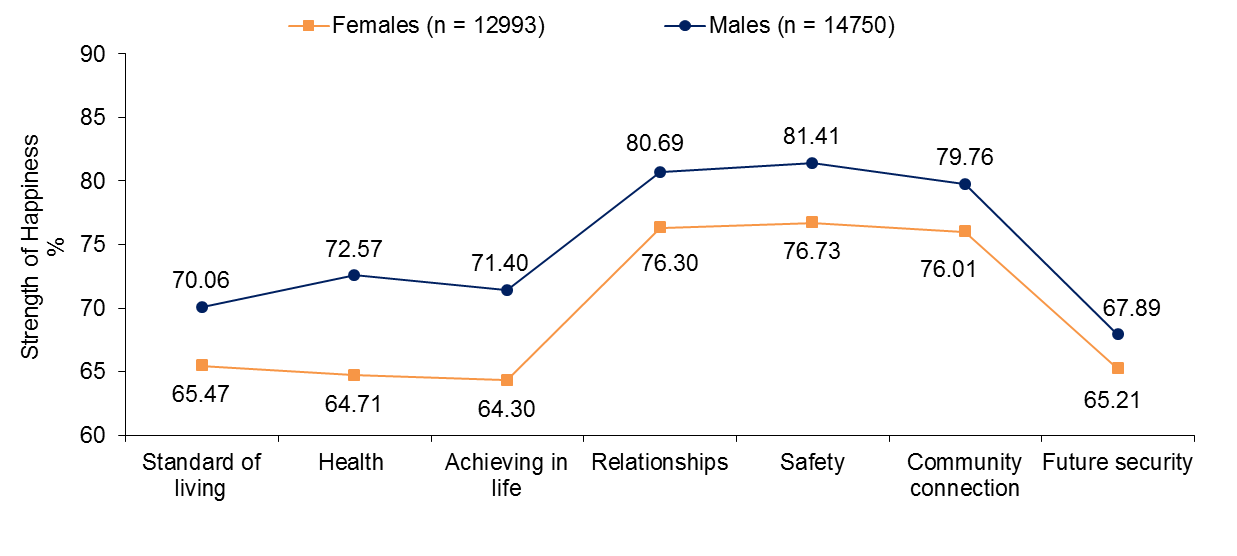 Females (n = 12993)
Males (n = 14750)
90
85
80
75
70
65
60
Strength of Happiness
%
70.06
72.57
71.40
80.69
81.41
79.76
67.89
65.47
64.71
64.30
76.30
76.73
76.01
65.21
Standard of
living
Health
Achieving in
life
Relationships
Safety
Community
connection
Future security